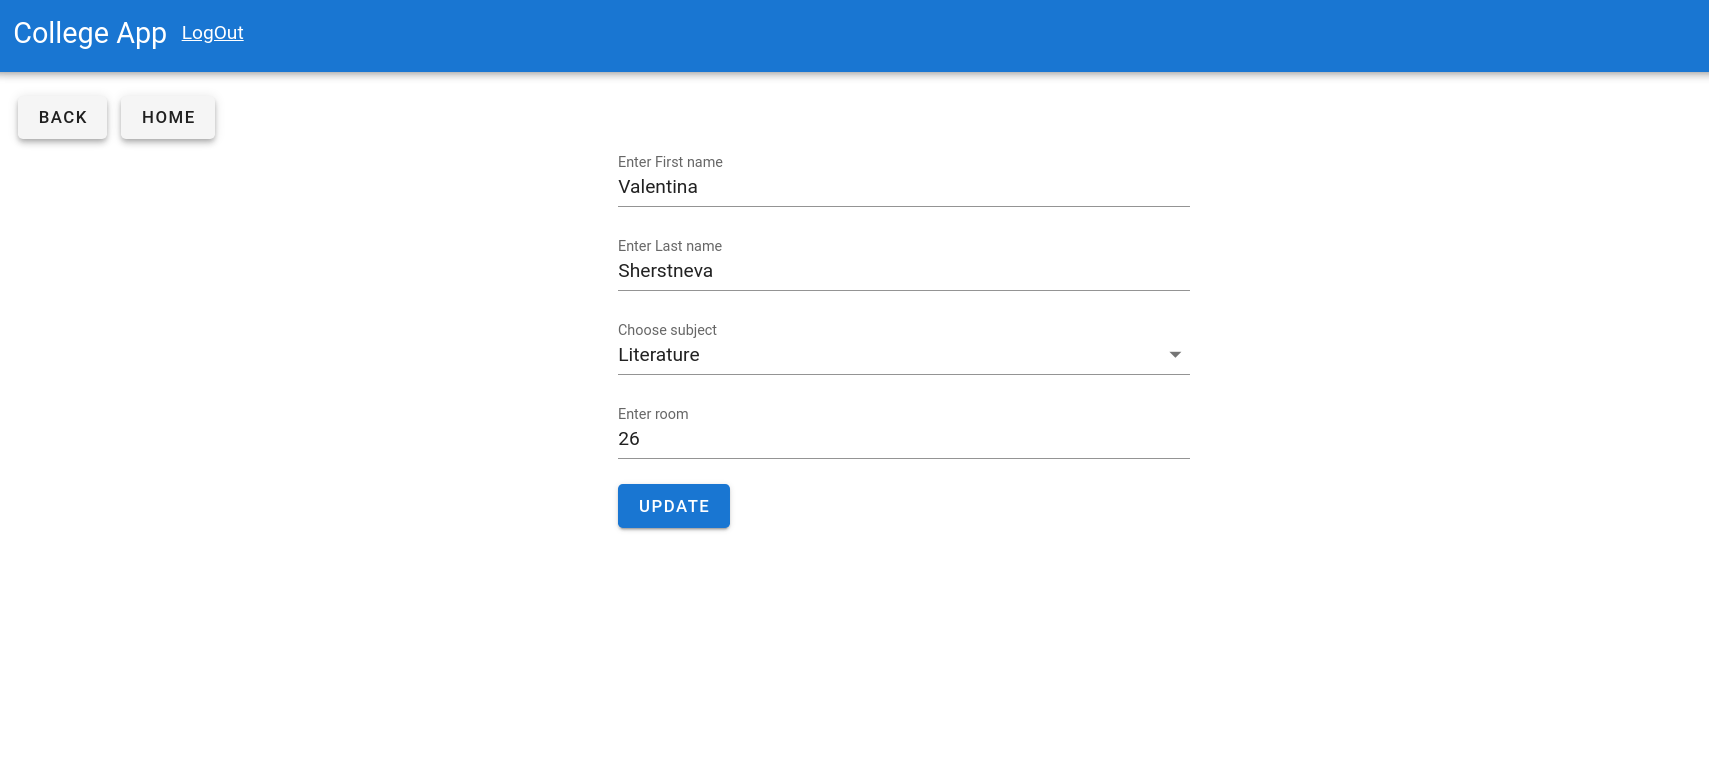 College App LogOut
BACK HOME
Enter First name
Valentina
Enter Last name
Sherstneva
Choose subject
Literature
Enter room
26
UPDATE